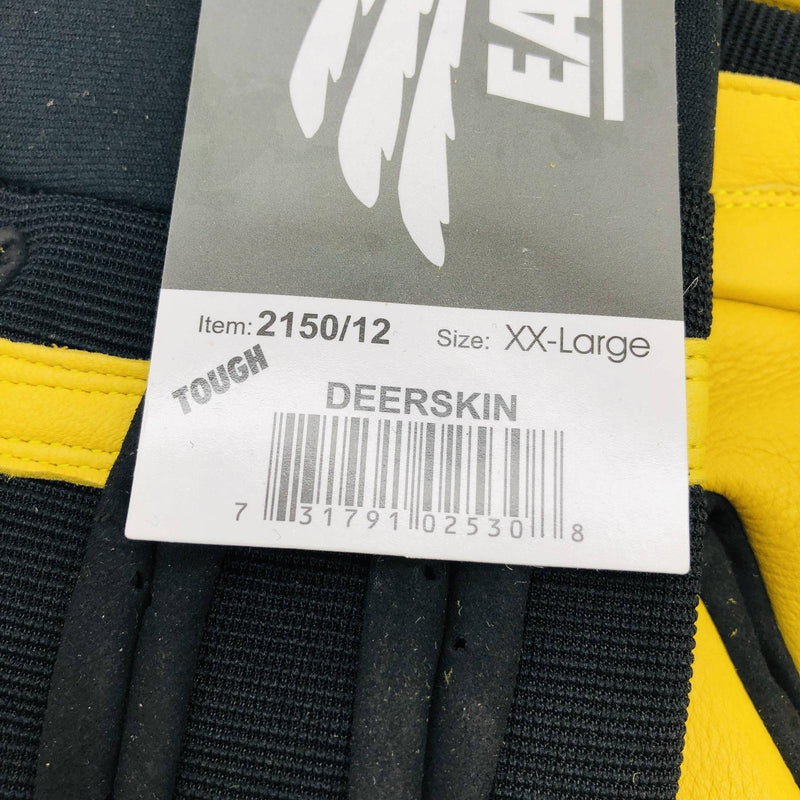 EA
Item: 2150/12 Size: XX-Large
TOUGH
DEERSKIN
7 31791 02530 8